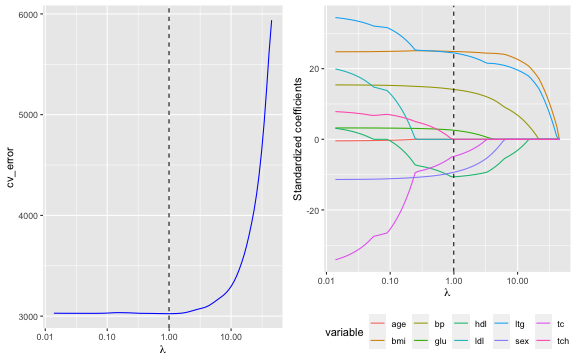 cv_error
6000
5000
4000
3000
0.01
0.10
1.00
10.00
λ
Standardized coefficients
20
0
-20
0.01
0.10
1.00
10.00
λ
variable
age
bp
hdl
ltg
tc
bmi
glu
ldl
sex
tch